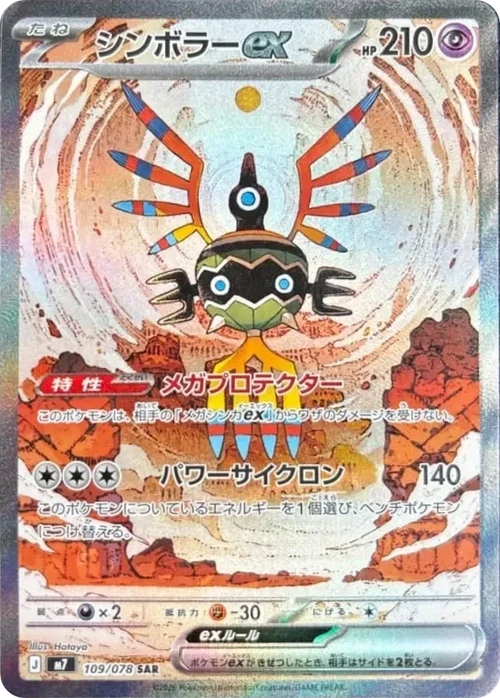 たね シンボラーex HP210
特性 メガプロテクター
このポケモンは、相手の「メガシンカex」からワザのダメージを受けない。
パワーサイクロン 140
このポケモンについているエネルギーを1個選び、ベンチポケモン
につけ替える。
弱点 ×2 抵抗力 -30 にげる
Illus. Hataya
exルール
J m7 109/078 SAR
ポケモンexがきぜつしたとき、相手はサイドを2枚とる。
©2026 Pokémon/Nintendo/Creatures/GAME FREAK.